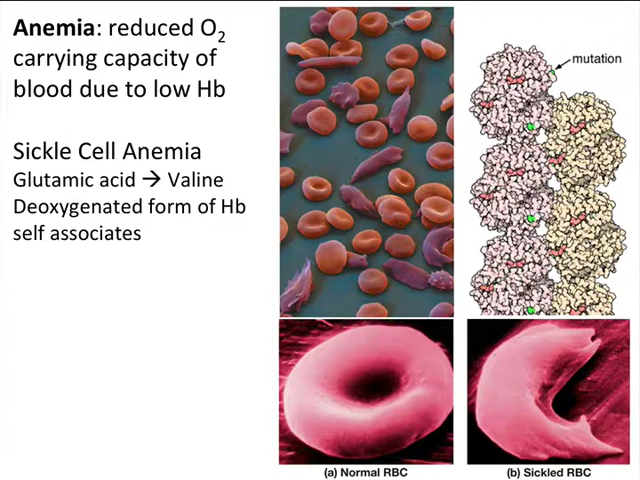 Anemia: reduced O₂
carrying capacity of
blood due to low Hb
Sickle Cell Anemia
Glutamic acid → Valine
Deoxygenated form of Hb
self associates
mutation
(a) Normal RBC
(b) Sickled RBC